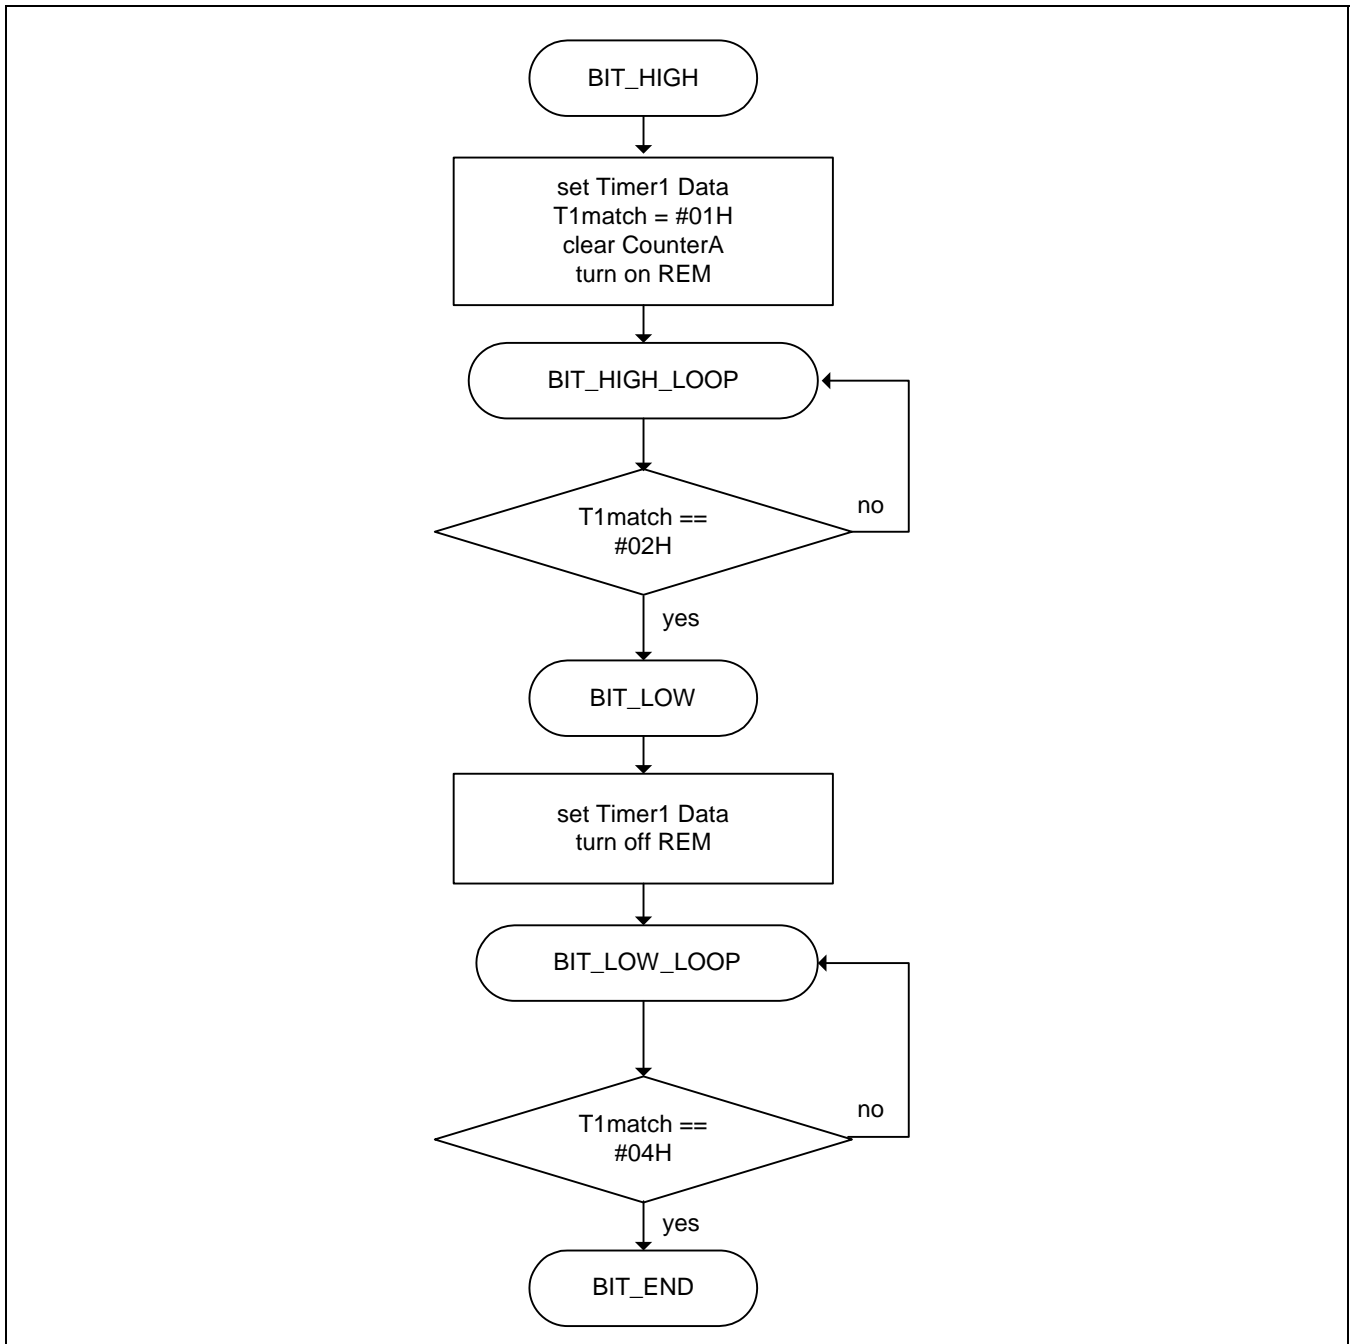 BIT_HIGH
set Timer1 Data
T1match = #01H
clear CounterA
turn on REM
BIT_HIGH_LOOP
T1match ==
#02H
no
yes
BIT_LOW
set Timer1 Data
turn off REM
BIT_LOW_LOOP
T1match ==
#04H
no
yes
BIT_END